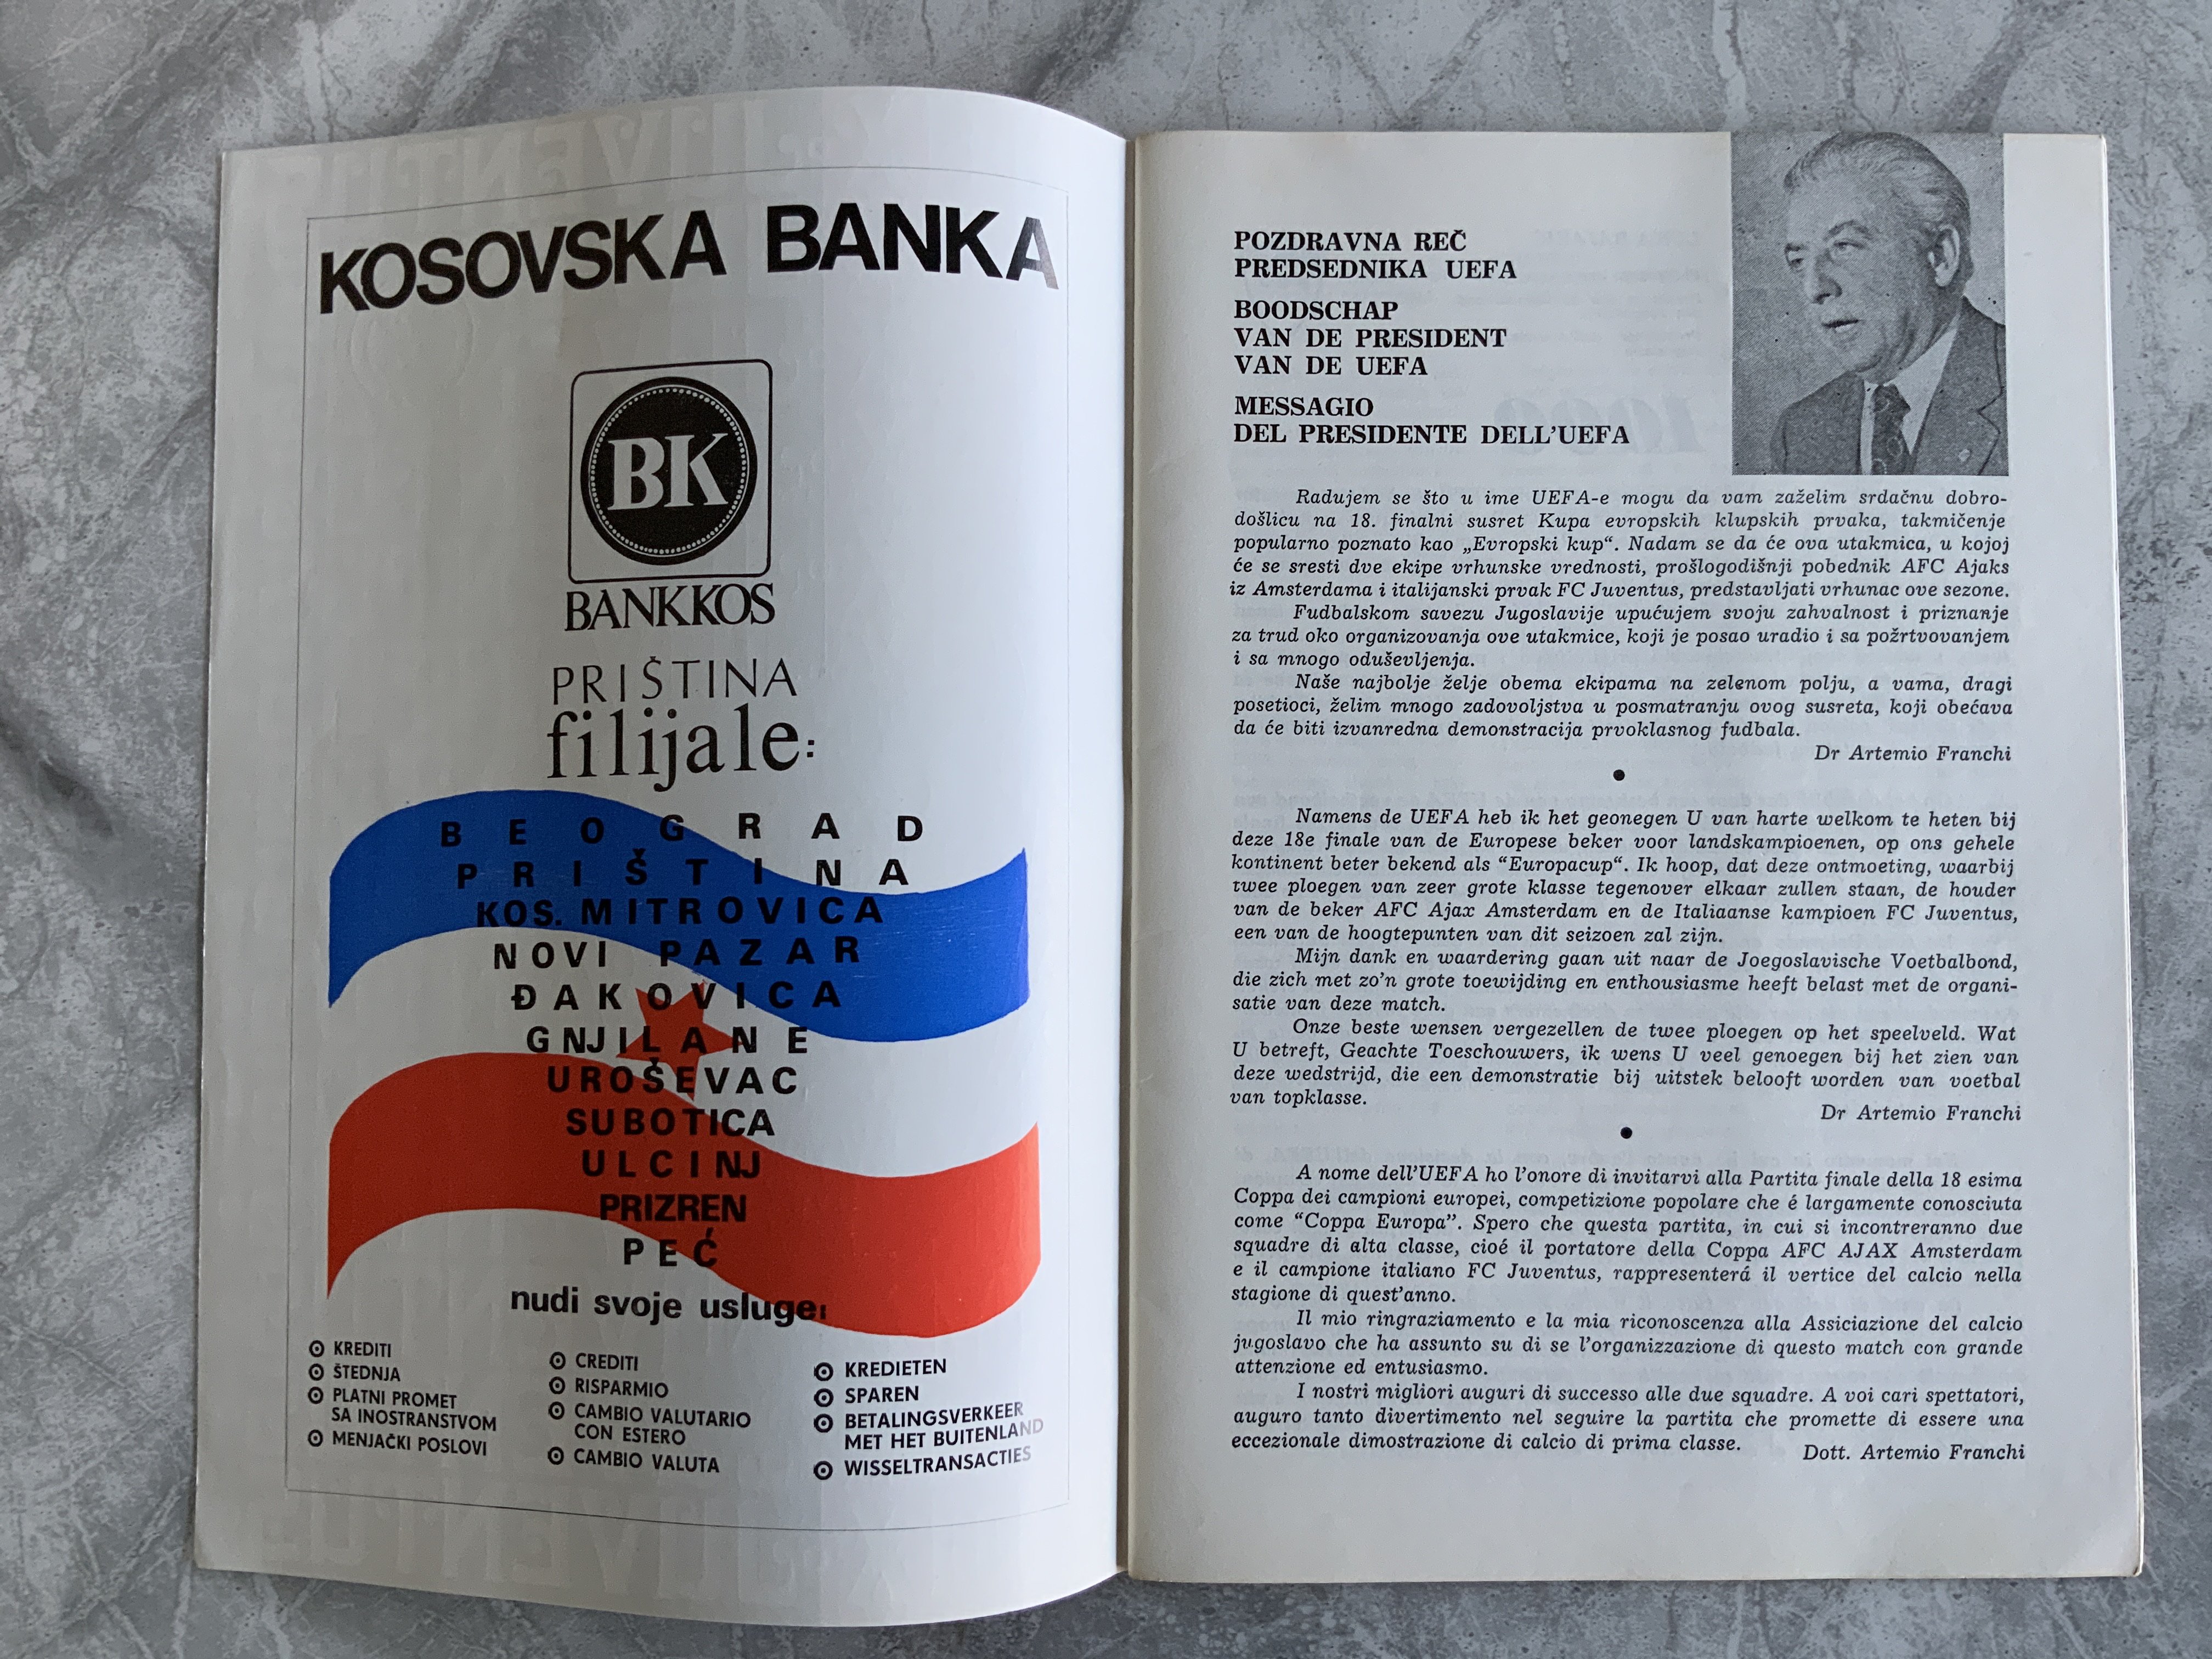 KOSOVSKA BANKA
BK
BANKKOS
PRIŠTINA
filijale:
BEOGRAD
PRIŠTINA
KOS. MITROVICA
NOVI PAZAR
ĐAKOVICA
GNJILANE
UROŠEVAC
SUBOTICA
ULCINJ
PRIZREN
PEĆ
nudi svoje usluge:
KREDITI
ŠTEDNJA
PLATNI PROMET
SA INOSTRANSTVOM
MENJAČKI POSLOVI
CREDITI
RISPARMIO
CAMBIO VALUTARIO
CON ESTERO
CAMBIO VALUTA
KREDIETEN
SPAREN
BETALINGSVERKEER
MET HET BUITENLAND
WISSELTRANSACTIES
POZDRAVNA REČ
PREDSEDNIKA UEFA
BOODSCHAP
VAN DE PRESIDENT
VAN DE UEFA
MESSAGIO
DEL PRESIDENTE DELL'UEFA
Radujem se što u ime UEFA-e mogu da vam zaželim srdačnu dobro-
došlicu na 18. finalni susret Kupa evropskih klupskih prvaka, takmičenje
popularno poznato kao „Evropski kup“. Nadam se da će ova utakmica, u kojoj
će se sresti dve ekipe vrhunske vrednosti, prošlogodišnji pobednik AFC Ajaks
iz Amsterdama i italijanski prvak FC Juventus, predstavljati vrhunac ove sezone.
Fudbalskom savezu Jugoslavije upućujem svoju zahvalnost i priznanje
za trud oko organizovanja ove utakmice, koji je posao uradio i sa požrtvovanjem
i sa mnogo oduševljenja.
Naše najbolje želje obema ekipama na zelenom polju, a vama, dragi
posetioci, želim mnogo zadovoljstva u posmatranju ovog susreta, koji obećava
da će biti izvanredna demonstracija prvoklasnog fudbala.
Dr Artemio Franchi
Namens de UEFA heb ik het geonegen U van harte welkom te heten bij
deze 18e finale van de Europese beker voor landskampioenen, op ons gehele
kontinent beter bekend als “Europacup“. Ik hoop, dat deze ontmoeting, waarbij
twee ploegen van zeer grote klasse tegenover elkaar zullen staan, de houder
van de beker AFC Ajax Amsterdam en de Italiaanse kampioen FC Juventus,
een van de hoogtepunten van dit seizoen zal zijn.
Mijn dank en waardering gaan uit naar de Joegoslavische Voetbalbond,
die zich met zo'n grote toewijding en enthousiasme heeft belast met de organi-
satie van deze match.
Onze beste wensen vergezellen de twee ploegen op het speelveld. Wat
U betreft, Geachte Toeschouwers, ik wens U veel genoegen bij het zien van
deze wedstrijd, die een demonstratie bij uitstek belooft worden van voetbal
van topklasse.
Dr Artemio Franchi
A nome dell'UEFA ho l'onore di invitarvi alla Partita finale della 18 esima
Coppa dei campioni europei, competizione popolare che é largamente conosciuta
come “Coppa Europa”. Spero che questa partita, in cui si incontreranno due
squadre di alta classe, cioé il portatore della Coppa AFC AJAX Amsterdam
e il campione italiano FC Juventus, rappresenterá il vertice del calcio nella
stagione di quest'anno.
Il mio ringraziamento e la mia riconoscenza alla Assiciazione del calcio
jugoslavo che ha assunto su di se l'organizzazione di questo match con grande
attenzione ed entusiasmo.
I nostri migliori auguri di successo alle due squadre. A voi cari spettatori,
auguro tanto divertimento nel seguire la partita che promette di essere una
eccezionale dimostrazione di calcio di prima classe.
Dott. Artemio Franchi